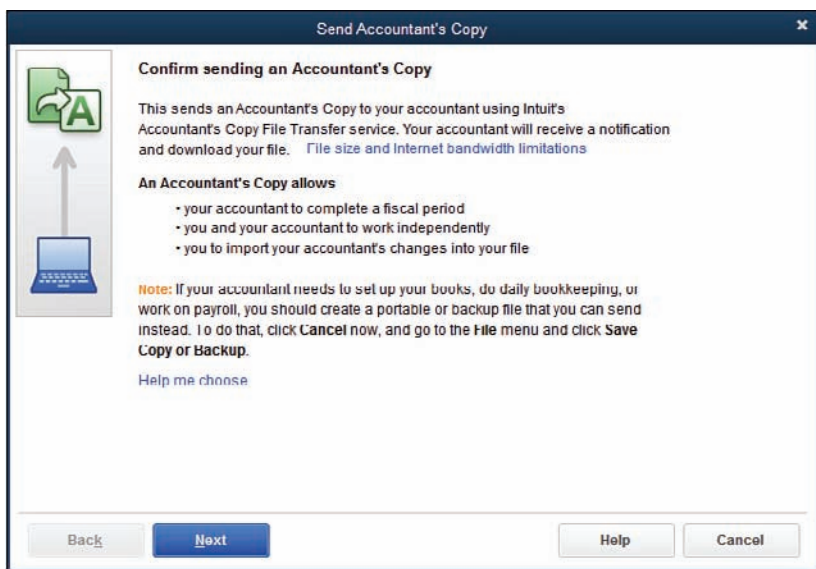 Send Accountant's Copy
Confirm sending an Accountant's Copy
This sends an Accountant's Copy to your accountant using Intuit's
Accountant's Copy File Transfer service. Your accountant will receive a notification
and download your file. File size and Internet bandwidth limitations
An Accountant's Copy allows
• your accountant to complete a fiscal period
• you and your accountant to work independently
• you to import your accountant's changes into your file
Note: If your accountant needs to set up your books, do daily bookkeeping, or
work on payroll, you should create a portable or backup file that you can send
instead. To do that, click Cancel now, and go to the File menu and click Save
Copy or Backup.
Help me choose
Back Next Help Cancel